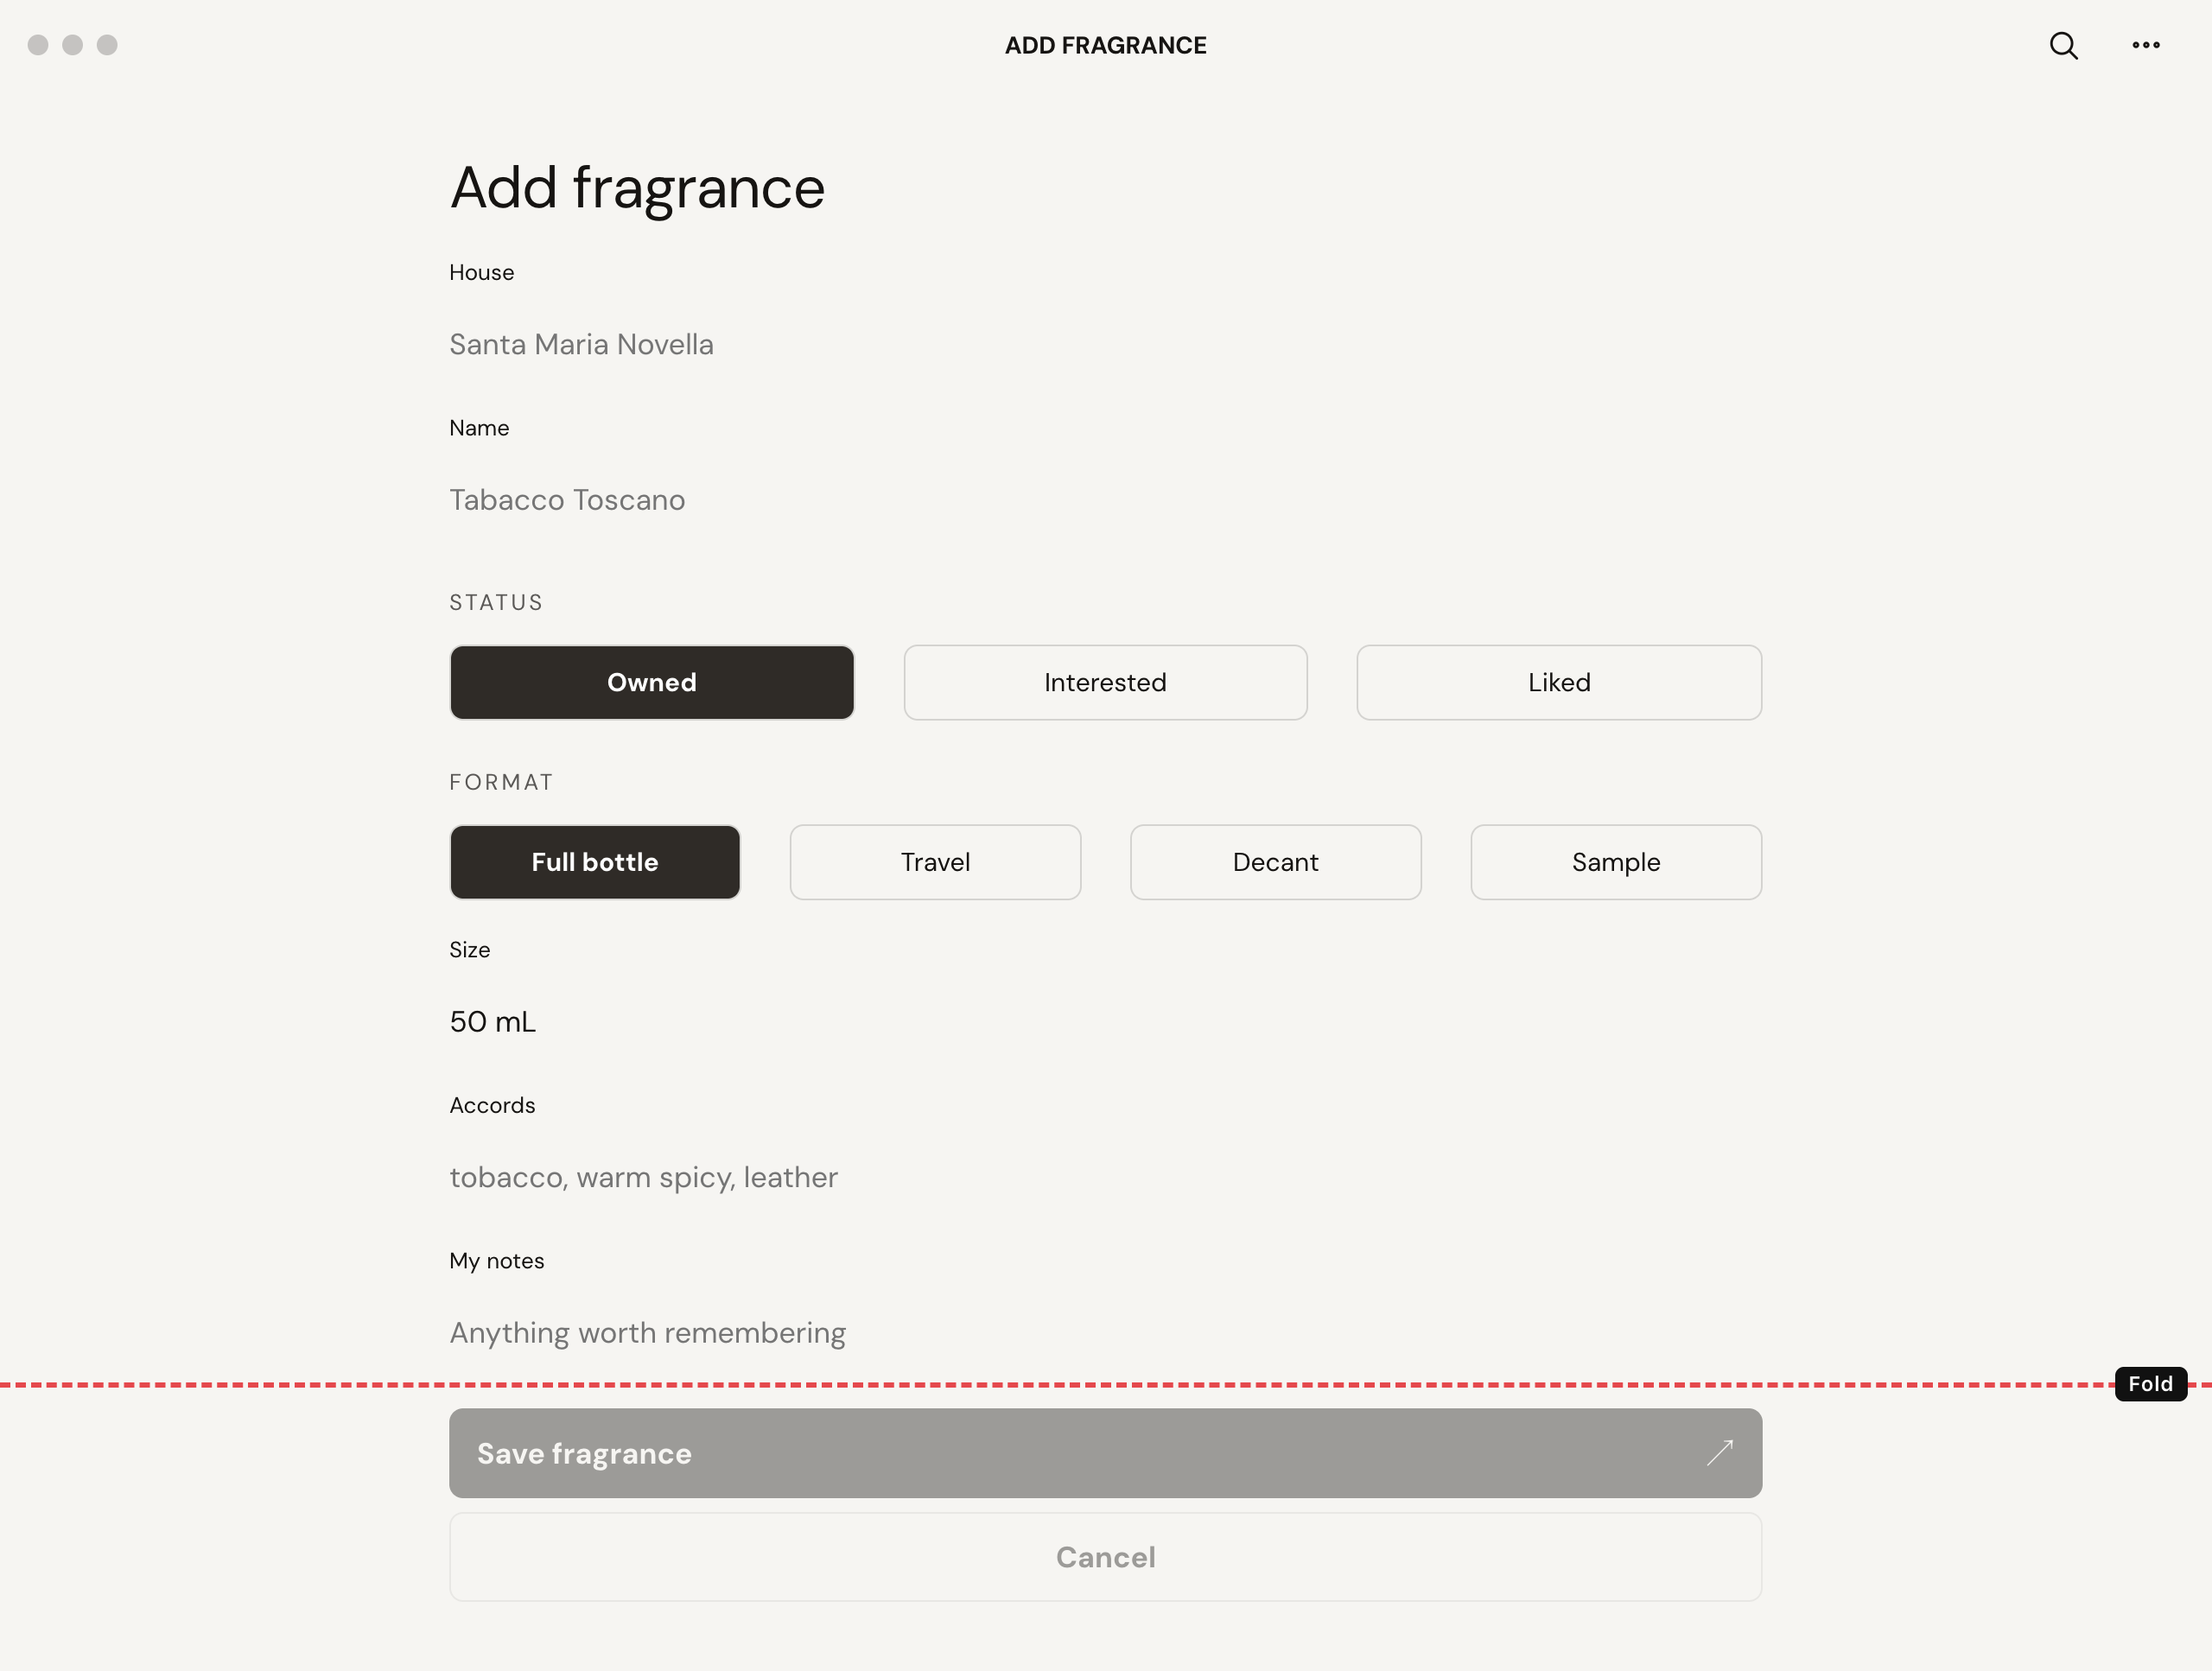 ADD FRAGRANCE
Add fragrance
House
Santa Maria Novella
Name
Tabacco Toscano
STATUS
Owned Interested Liked
FORMAT
Full bottle Travel Decant Sample
Size
50 mL
Accords
tobacco, warm spicy, leather
My notes
Anything worth remembering
Fold
Save fragrance
Cancel